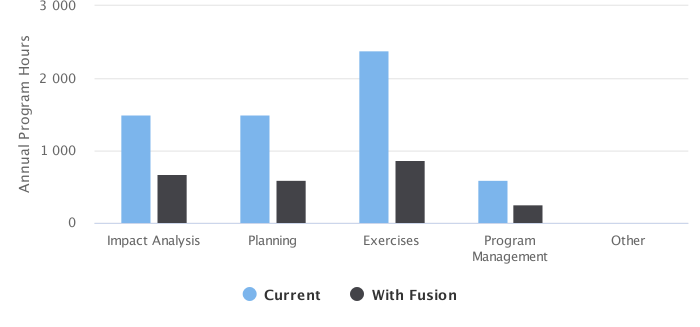 Annual Program Hours
3 000
2 000
1 000
0
Impact Analysis
Planning
Exercises
Program
Management
Other
Current
With Fusion